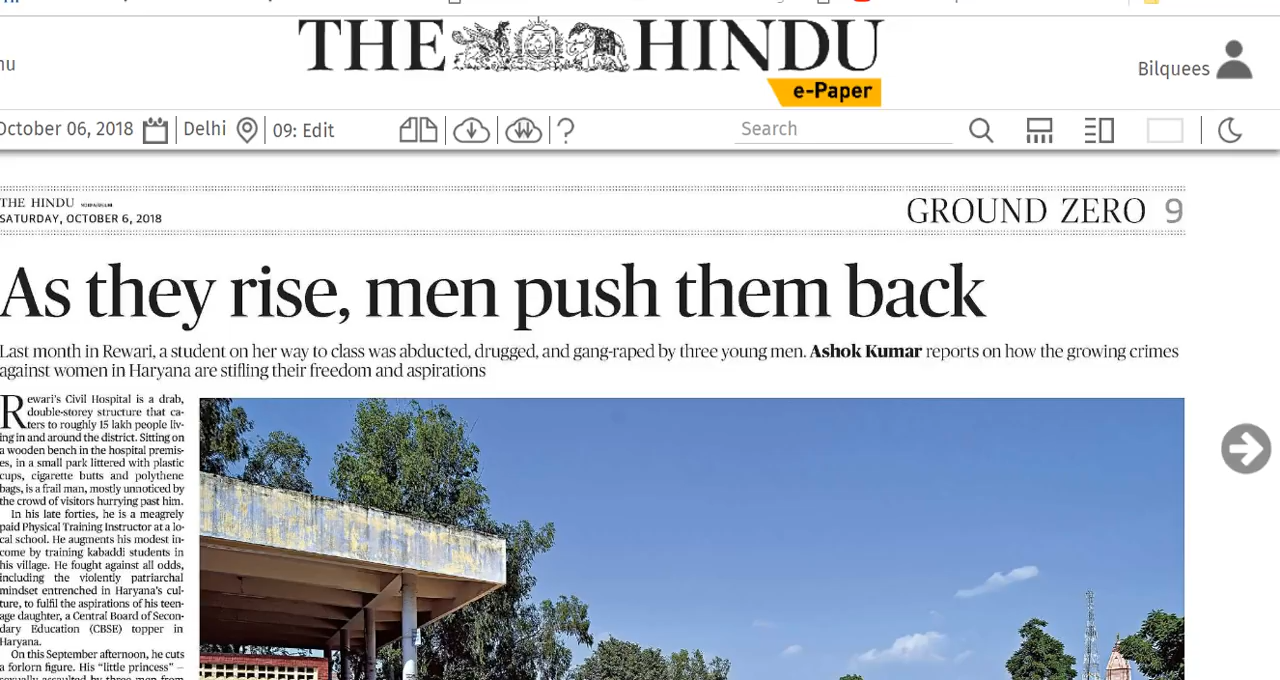 THE HINDU
e-Paper
nu
Bilquees
October 06, 2018
Delhi
09: Edit
?
Search
THE HINDU
SATURDAY, OCTOBER 6, 2018
GROUND ZERO 9
As they rise, men push them back
Last month in Rewari, a student on her way to class was abducted, drugged, and gang-raped by three young men. Ashok Kumar reports on how the growing crimes
against women in Haryana are stifling their freedom and aspirations
Rewari's Civil Hospital is a drab,
double-storey structure that ca-
ters to roughly 15 lakh people liv-
ing in and around the district. Sitting on
a wooden bench in the hospital premis-
es, in a small park littered with plastic
cups, cigarette butts and polythene
bags, is a frail man, mostly unnoticed by
the crowd of visitors hurrying past him.
In his late forties, he is a meagrely
paid Physical Training Instructor at a lo-
cal school. He augments his modest in-
come by training kabaddi students in
his village. He fought against all odds,
including the violently patriarchal
mindset entrenched in Haryana's cul-
ture, to fulfil the aspirations of his teen-
age daughter, a Central Board of Secon-
dary Education (CBSE) topper in
Haryana.
On this September afternoon, he cuts
a forlorn figure. His "little princess" –
sexually assaulted by three men from